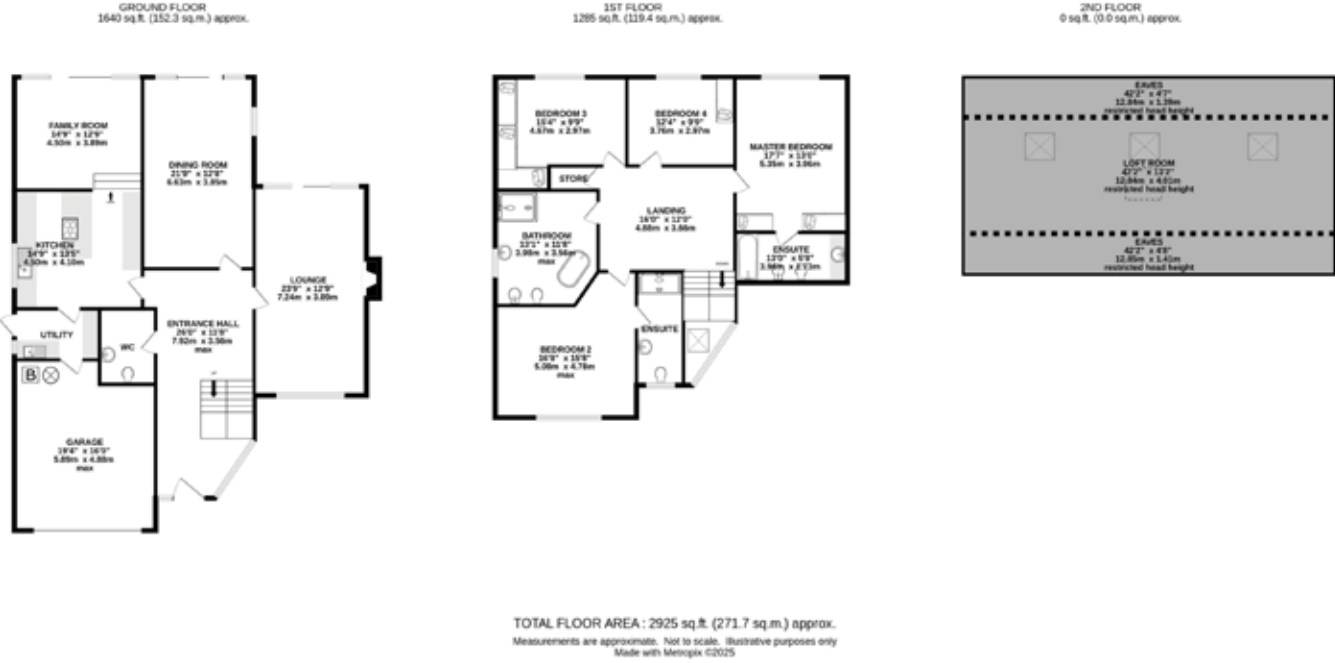 GROUND FLOOR
1640 sq.ft. (152.3 sq.m.) approx.
1ST FLOOR
1285 sq.ft. (119.4 sq.m.) approx.
2ND FLOOR
0 sq.ft. (0.0 sq.m.) approx.
FAMILY ROOM
14'9" x 12'9"
4.50m x 3.89m
DINING ROOM
21'9" x 12'8"
6.63m x 3.85m
KITCHEN
14'9" x 13'5"
4.50m x 4.10m
LOUNGE
23'9" x 12'9"
7.24m x 3.89m
UTILITY
WC
ENTRANCE HALL
26'0" x 11'8"
7.92m x 3.56m
max
UP
B
GARAGE
19'4" x 16'0"
5.89m x 4.88m
max
BEDROOM 3
15'4" x 9'9"
4.67m x 2.97m
BEDROOM 4
12'4" x 9'9"
3.76m x 2.97m
MASTER BEDROOM
17'7" x 13'0"
5.35m x 3.96m
STORE
LANDING
16'0" x 12'0"
4.88m x 3.66m
BATHROOM
13'1" x 11'8"
3.98m x 3.56m
max
ENSUITE
13'0" x
3.96m x
ENSUITE
BEDROOM 2
16'8" x 15'8"
5.08m x 4.78m
max
EAVES
42'2" x 4'7"
12.84m x 1.39m
restricted head height
LOFT ROOM
42'2" x 13'2"
12.84m x 4.01m
restricted head height
EAVES
42'2" x 4'8"
12.85m x 1.41m
restricted head height
TOTAL FLOOR AREA : 2925 sq.ft. (271.7 sq.m.) approx.
Measurements are approximate. Not to scale. Illustrative purposes only
Made with Metropix ©2025